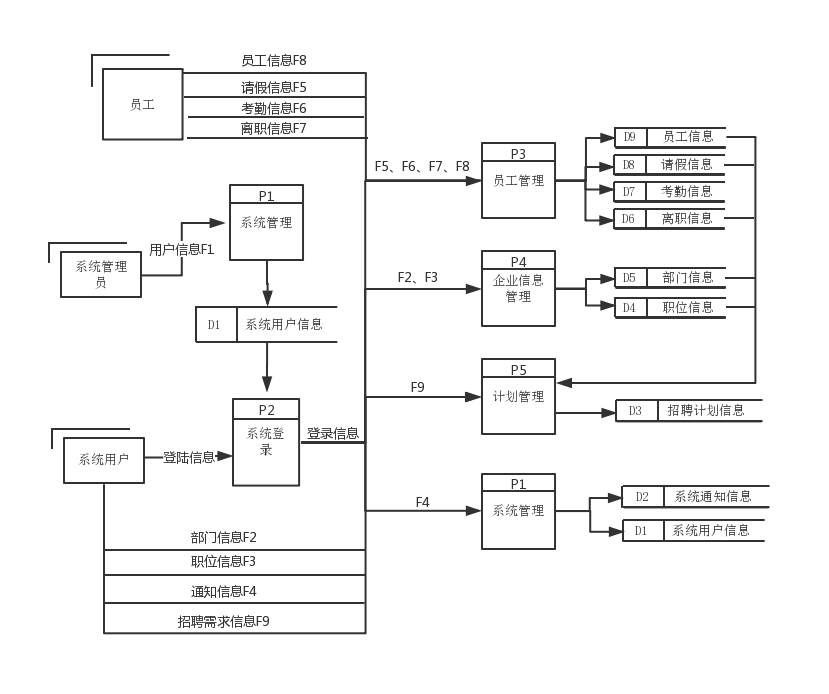 员工
员工信息F8
请假信息F5
考勤信息F6
离职信息F7
F5、F6、F7、F8
P3
员工管理
D9
员工信息
D8
请假信息
D7
考勤信息
D6
离职信息
P1
系统管理
用户信息F1
系统管理
员
D1
系统用户信息
F2、F3
P4
企业信息
管理
D5
部门信息
D4
职位信息
F9
P5
计划管理
D3
招聘计划信息
P2
系统登
录
登录信息
系统用户
登陆信息
F4
P1
系统管理
D2
系统通知信息
D1
系统用户信息
部门信息F2
职位信息F3
通知信息F4
招聘需求信息F9